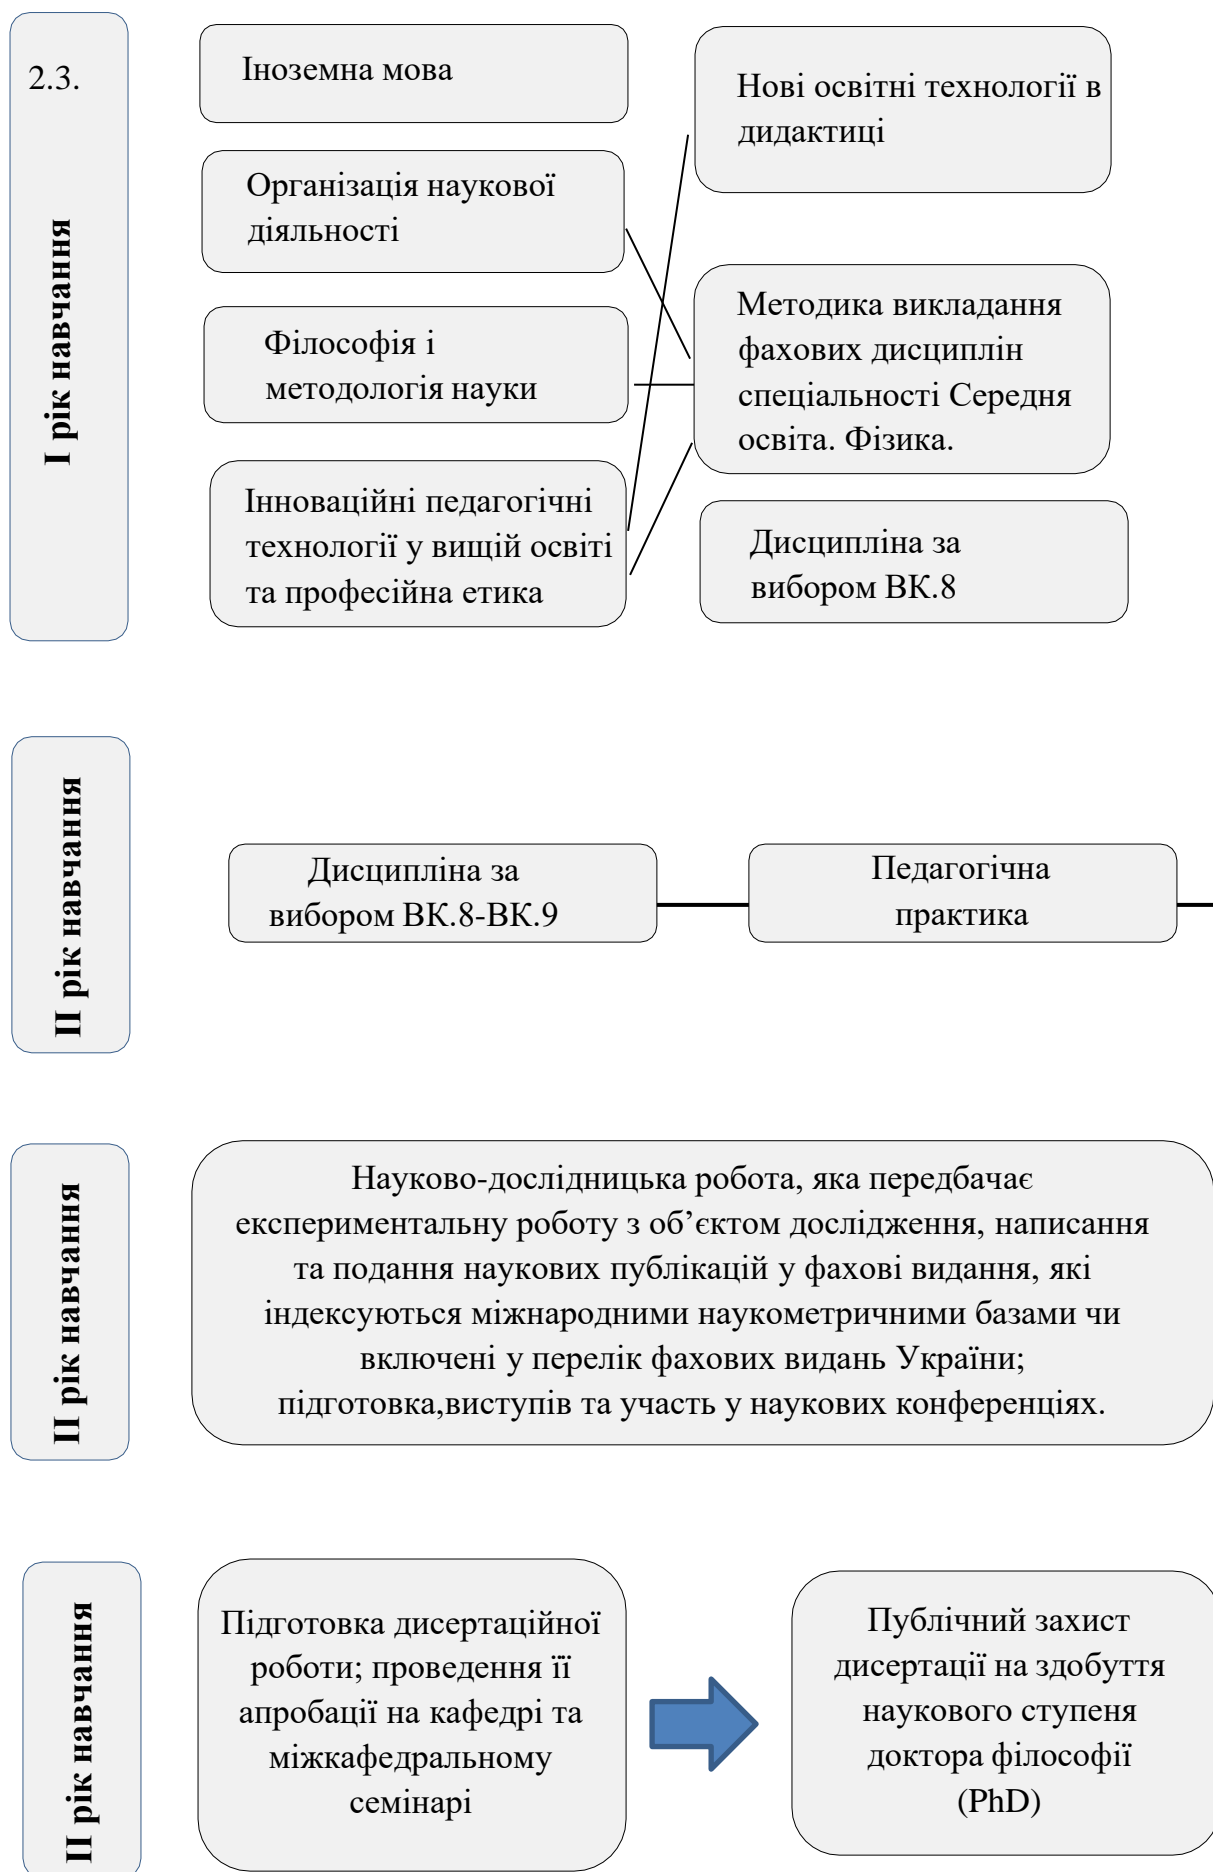 2.3.
І рік навчання
Іноземна мова
Організація наукової
діяльності
Філософія і
методологія науки
Інноваційні педагогічні
технології у вищій освіті
та професійна етика
Нові освітні технології в
дидактиці
Методика викладання
фахових дисциплін
спеціальності Середня
освіта. Фізика.
Дисципліна за
вибором ВК.8
ІІ рік навчання
Дисципліна за
вибором ВК.8-ВК.9
Педагогічна
практика
ІІ рік навчання
Науково-дослідницька робота, яка передбачає
експериментальну роботу з об’єктом дослідження, написання
та подання наукових публікацій у фахові видання, які
індексуються міжнародними наукометричними базами чи
включені у перелік фахових видань України;
підготовка,виступів та участь у наукових конференціях.
ІІ рік навчання
Підготовка дисертаційної
роботи; проведення її
апробації на кафедрі та
міжкафедральному
семінарі
Публічний захист
дисертації на здобуття
наукового ступеня
доктора філософії
(PhD)